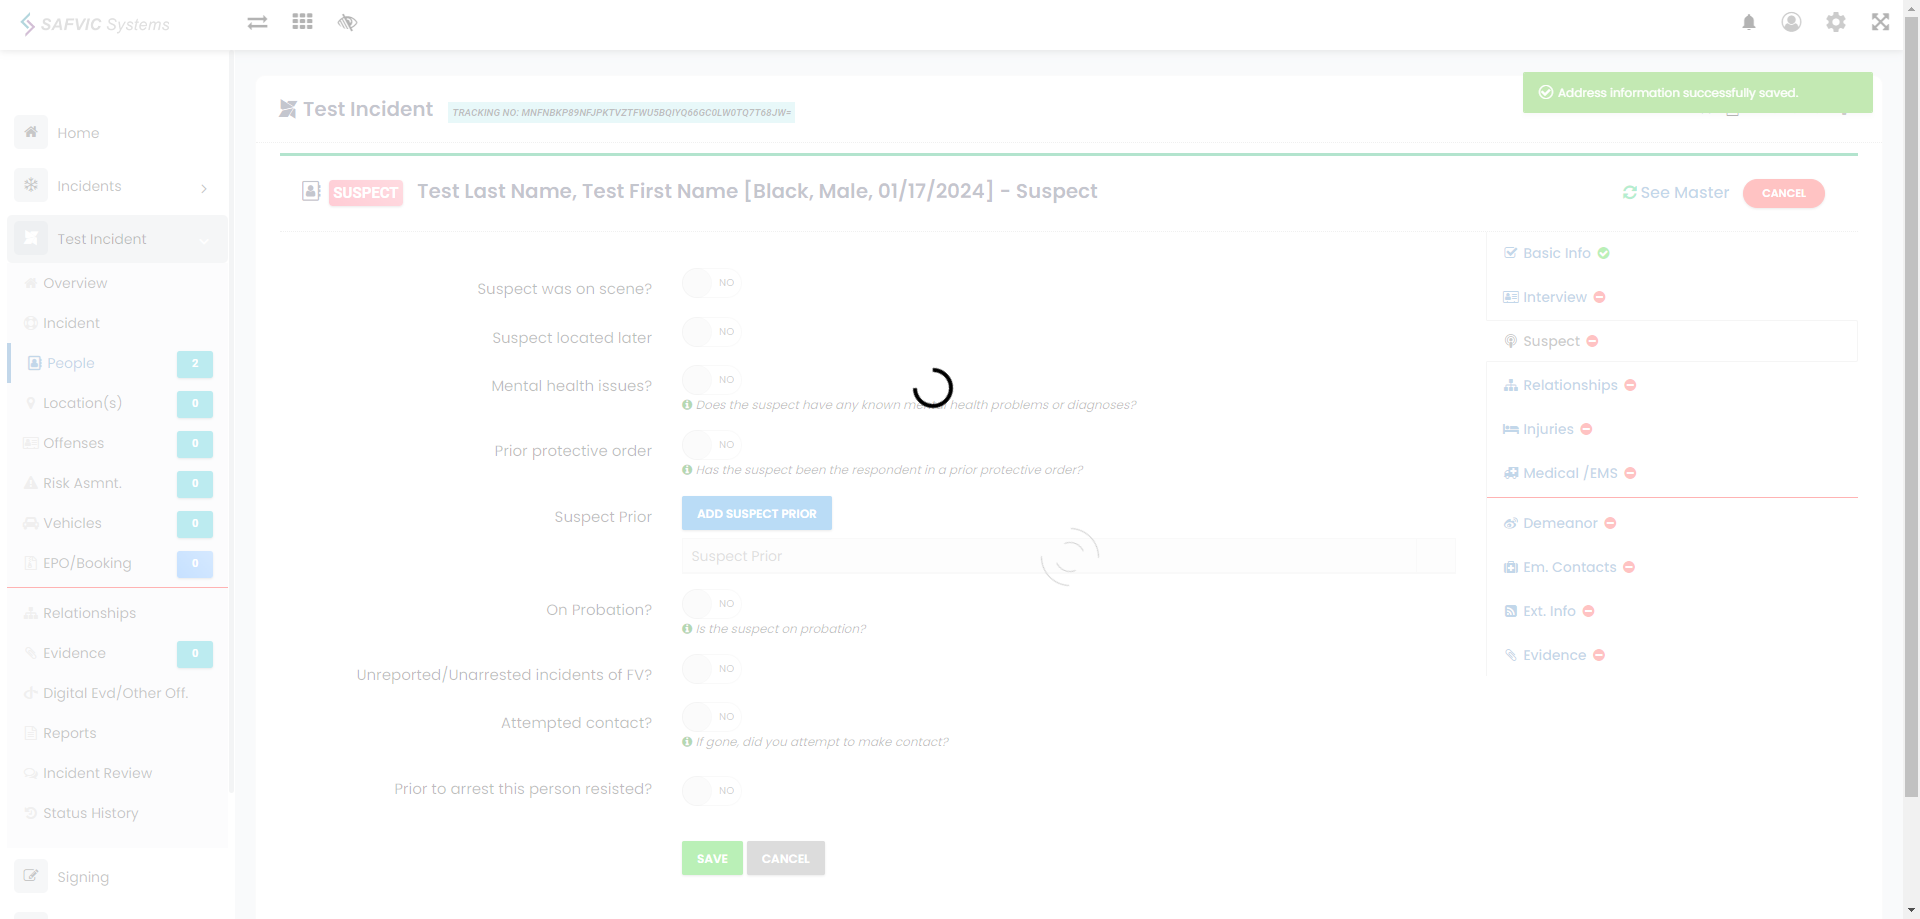 SAFVIC Systems
Address information successfully saved.
Test Incident
TRACKING NO: MNFNBKP89NFJPKTVZTFWU5BQIYQ66GC0LW0TQ7T68JW=
Home
Incidents
Test Incident
Overview
Incident
People 2
Location(s) 0
Offenses 0
Risk Asmnt. 0
Vehicles 0
EPO/Booking 0
Relationships
Evidence 0
Digital Evd/Other Off.
Reports
Incident Review
Status History
Signing
SUSPECT Test Last Name, Test First Name [Black, Male, 01/17/2024] - Suspect
See Master
CANCEL
Suspect was on scene? NO
Suspect located later NO
Mental health issues? NO
Does the suspect have any known mental health problems or diagnoses?
Prior protective order NO
Has the suspect been the respondent in a prior protective order?
Suspect Prior ADD SUSPECT PRIOR
Suspect Prior
On Probation? NO
Is the suspect on probation?
Unreported/Unarrested incidents of FV? NO
Attempted contact? NO
If gone, did you attempt to make contact?
Prior to arrest this person resisted? NO
SAVE CANCEL
Basic Info
Interview
Suspect
Relationships
Injuries
Medical /EMS
Demeanor
Em. Contacts
Ext. Info
Evidence